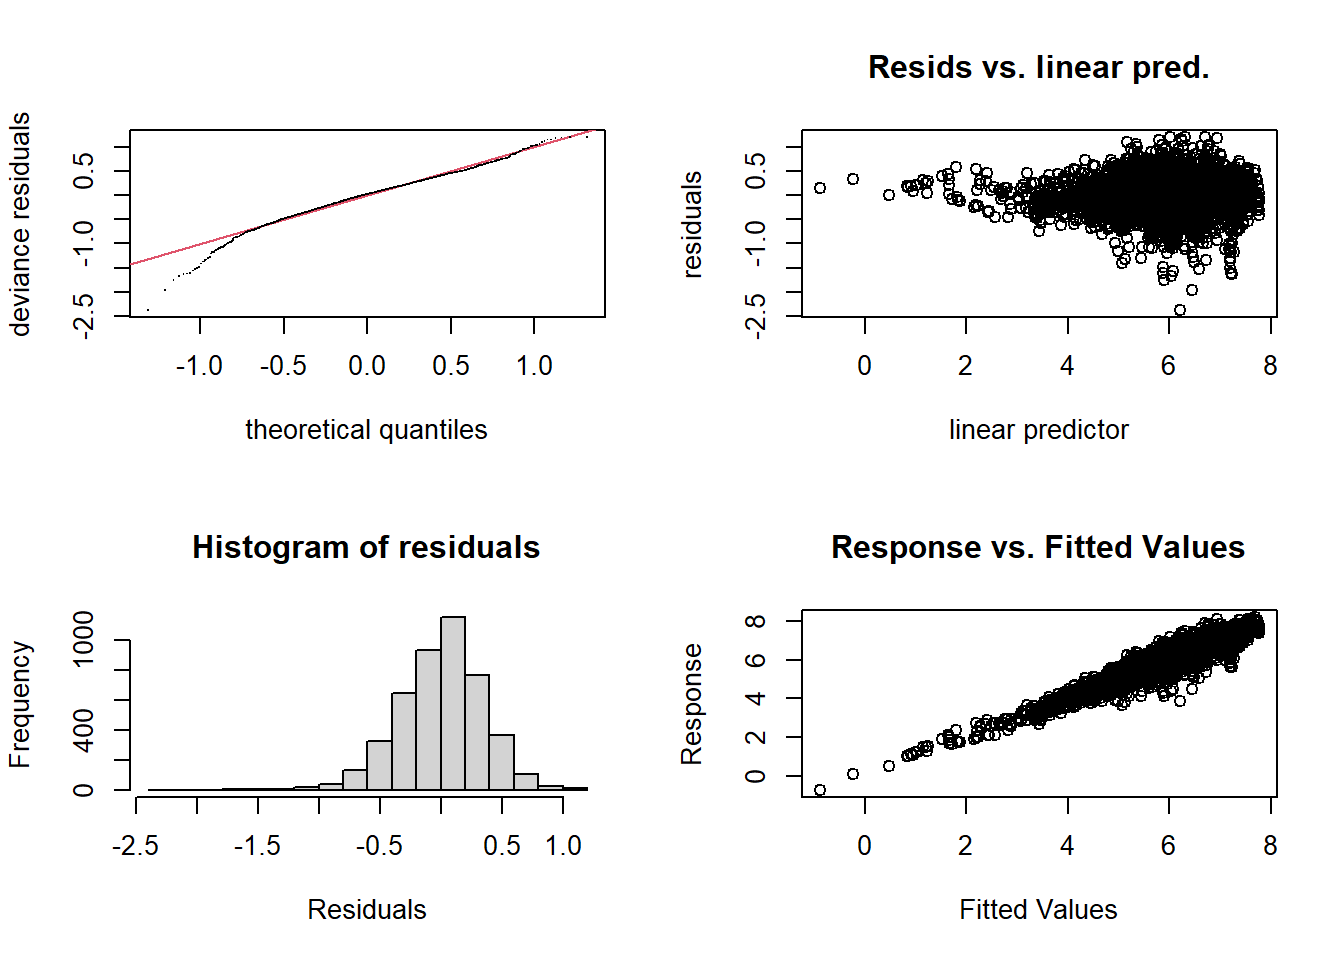 deviance residuals
0.5
-1.0
-2.5
-1.0 -0.5 0.0 0.5 1.0
theoretical quantiles
Resids vs. linear pred.
residuals
0.5
-1.0
-2.5
0 2 4 6 8
linear predictor
Histogram of residuals
Frequency
1000
400
0
-2.5 -1.5 -0.5 0.5 1.0
Residuals
Response vs. Fitted Values
Response
8
6
4
2
0
0 2 4 6 8
Fitted Values